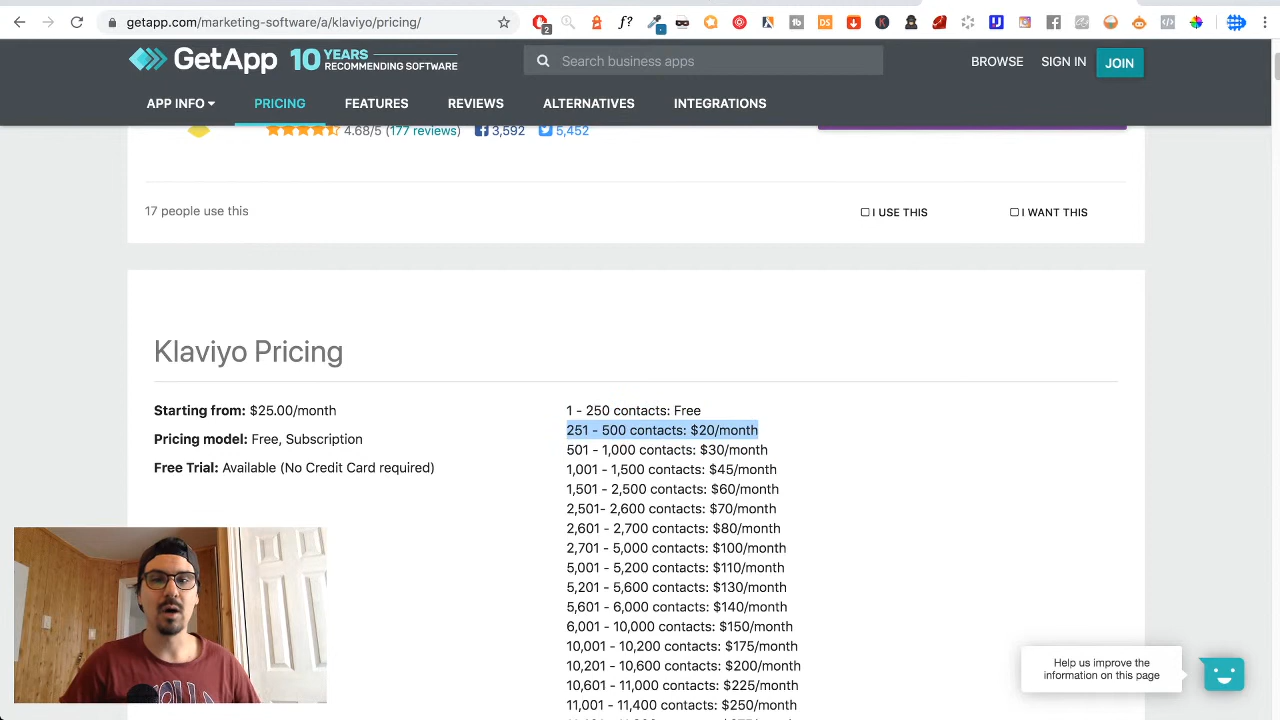 getapp.com/marketing-software/a/klaviyo/pricing/
2
f?
tb
DS
K
GetApp 10 YEARS RECOMMENDING SOFTWARE
Search business apps
BROWSE
SIGN IN
JOIN
APP INFO
PRICING
FEATURES
REVIEWS
ALTERNATIVES
INTEGRATIONS
4.68/5 (177 reviews)
3,592
5,452
17 people use this
I USE THIS
I WANT THIS
Klaviyo Pricing
Starting from: $25.00/month
Pricing model: Free, Subscription
Free Trial: Available (No Credit Card required)
1 - 250 contacts: Free
251 - 500 contacts: $20/month
501 - 1,000 contacts: $30/month
1,001 - 1,500 contacts: $45/month
1,501 - 2,500 contacts: $60/month
2,501- 2,600 contacts: $70/month
2,601 - 2,700 contacts: $80/month
2,701 - 5,000 contacts: $100/month
5,001 - 5,200 contacts: $110/month
5,201 - 5,600 contacts: $130/month
5,601 - 6,000 contacts: $140/month
6,001 - 10,000 contacts: $150/month
10,001 - 10,200 contacts: $175/month
10,201 - 10,600 contacts: $200/month
10,601 - 11,000 contacts: $225/month
11,001 - 11,400 contacts: $250/month
Help us improve the
information on this page